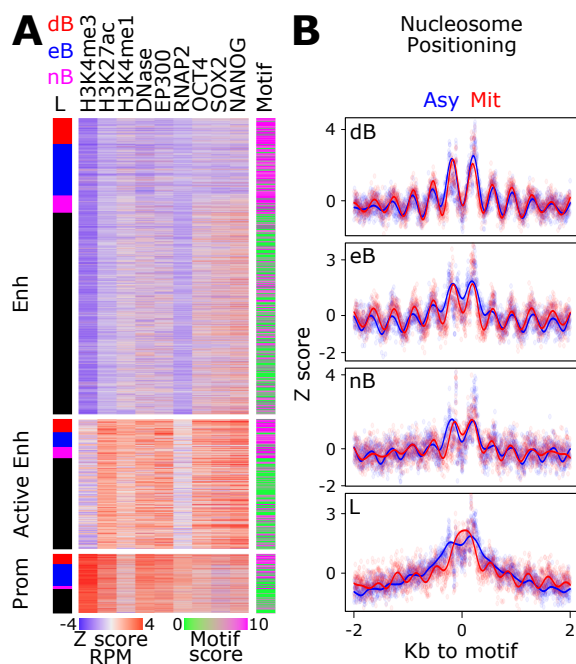 A
dB
eB
nB
L
H3K4me3
H3K27ac
H3K4me1
DNase
EP300
RNAP2
OCT4
SOX2
NANOG
Motif
Enh
Active Enh
Prom
-4 4
Z score
RPM
0 10
Motif
score
B
Nucleosome
Positioning
Asy Mit
dB
4
0
eB
3
0
-2
nB
4
0
-2
L
3
0
Z score
-2 0 2
Kb to motif